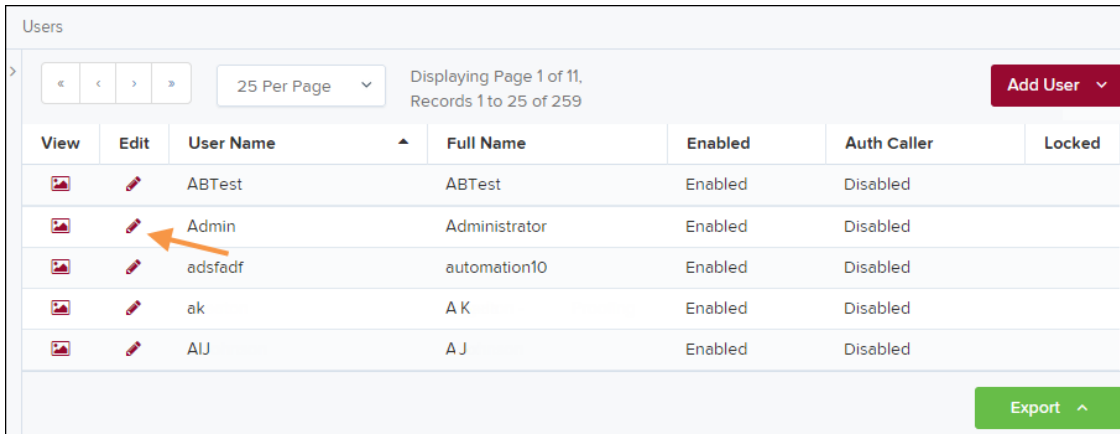 Users
25 Per Page
Displaying Page 1 of 11,
Records 1 to 25 of 259
Add User
View Edit User Name Full Name Enabled Auth Caller Locked
ABTest ABTest Enabled Disabled
Admin Administrator Enabled Disabled
adsfadf automation10 Enabled Disabled
ak A K Enabled Disabled
AIJ A J Enabled Disabled
Export